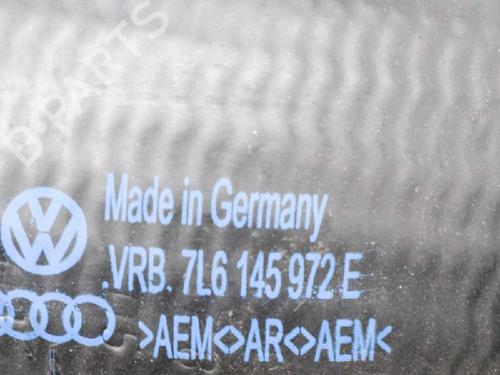 B-PARTS
Made in Germany
VRB. 7L6 145 972 E
>AEM<>AR<>AEM<